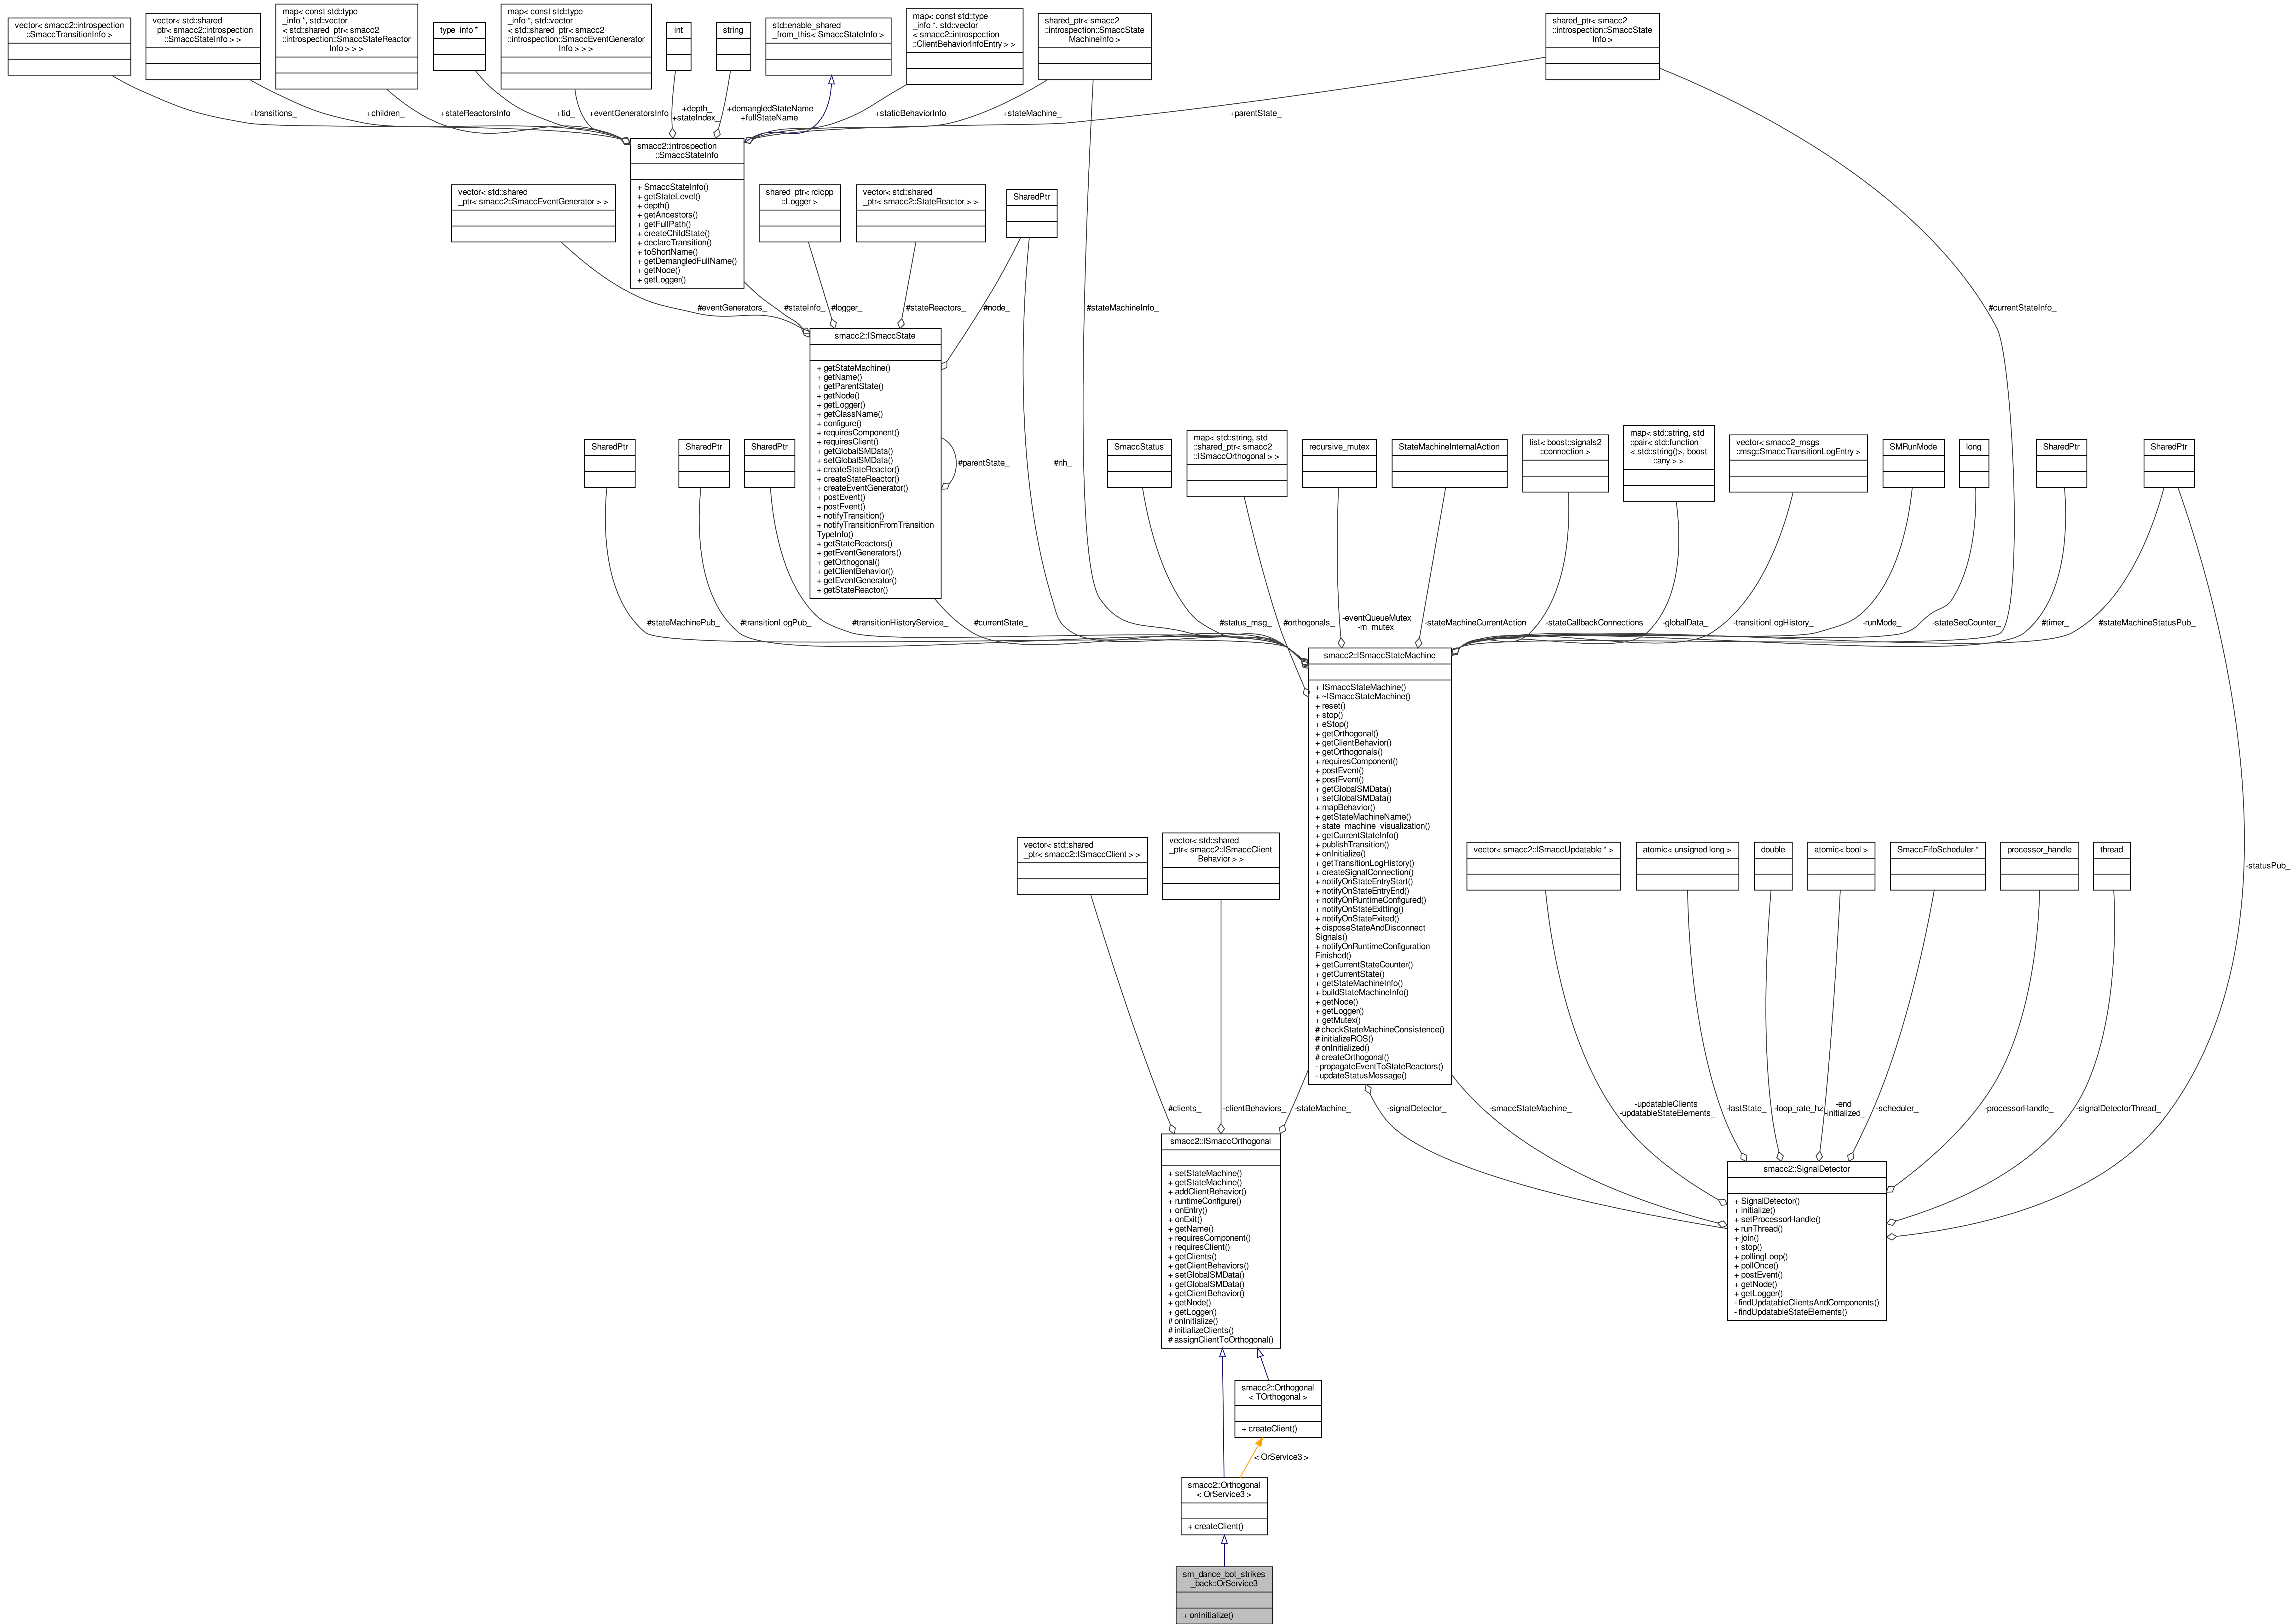 vector< smacc2::introspection
::SmaccTransitionInfo >
vector< std::shared
_ptr< smacc2::introspection
::SmaccStateInfo > >
map< const std::type
_info *, std::vector
< std::shared_ptr< smacc2
::introspection::SmaccStateReactor
Info > > >
type_info *
map< const std::type
_info *, std::vector
< std::shared_ptr< smacc2
::introspection::SmaccEventGenerator
Info > > >
int
string
std::enable_shared
_from_this< SmaccStateInfo >
map< const std::type
_info *, std::vector
< smacc2::introspection
::ClientBehaviorInfoEntry > >
shared_ptr< smacc2
::introspection::SmaccState
MachineInfo >
shared_ptr< smacc2
::introspection::SmaccState
Info >
+transitions_
+children_
+stateReactorsInfo
+tid_
+eventGeneratorsInfo
+depth_
+stateIndex_
+demangledStateName
+fullStateName
+staticBehaviorInfo
+stateMachine_
+parentState_
smacc2::introspection
::SmaccStateInfo
+ SmaccStateInfo()
+ getStateLevel()
+ depth()
+ getAncestors()
+ getFullPath()
+ createChildState()
+ declareTransition()
+ toShortName()
+ getDemangledFullName()
+ getNode()
+ getLogger()
vector< std::shared
_ptr< smacc2::SmaccEventGenerator > >
shared_ptr< rclcpp
::Logger >
vector< std::shared
_ptr< smacc2::StateReactor > >
SharedPtr
#eventGenerators_
#stateInfo_
#logger_
#stateReactors_
#node_
#stateMachineInfo_
#currentStateInfo_
smacc2::ISmaccState
+ getStateMachine()
+ getName()
+ getParentState()
+ getNode()
+ getLogger()
+ getClassName()
+ configure()
+ requiresComponent()
+ requiresClient()
+ getGlobalSMData()
+ setGlobalSMData()
+ createStateReactor()
+ createStateReactor()
+ createEventGenerator()
+ postEvent()
+ postEvent()
+ notifyTransition()
+ notifyTransitionFromTransition
TypeInfo()
+ getStateReactors()
+ getEventGenerators()
+ getOrthogonal()
+ getClientBehavior()
+ getEventGenerator()
+ getStateReactor()
#parentState_
#nh_
SharedPtr
SharedPtr
SharedPtr
SmaccStatus
map< std::string, std
::shared_ptr< smacc2
::ISmaccOrthogonal > >
recursive_mutex
StateMachineInternalAction
list< boost::signals2
::connection >
map< std::string, std
::pair< std::function
< std::string()>, boost
::any > >
vector< smacc2_msgs
::msg::SmaccTransitionLogEntry >
SMRunMode
long
SharedPtr
SharedPtr
#stateMachinePub_
#transitionLogPub_
#transitionHistoryService_
#currentState_
#status_msg_
#orthogonals_
-eventQueueMutex_
-m_mutex_
-stateMachineCurrentAction
-stateCallbackConnections
-globalData_
-transitionLogHistory_
-runMode_
-stateSeqCounter_
#timer_
#stateMachineStatusPub_
smacc2::ISmaccStateMachine
+ ISmaccStateMachine()
+ ~ISmaccStateMachine()
+ reset()
+ stop()
+ eStop()
+ getOrthogonal()
+ getClientBehavior()
+ getOrthogonals()
+ requiresComponent()
+ postEvent()
+ postEvent()
+ getGlobalSMData()
+ setGlobalSMData()
+ mapBehavior()
+ getStateMachineName()
+ state_machine_visualization()
+ getCurrentStateInfo()
+ publishTransition()
+ onInitialize()
+ getTransitionLogHistory()
+ createSignalConnection()
+ notifyOnStateEntryStart()
+ notifyOnStateEntryEnd()
+ notifyOnRuntimeConfigured()
+ notifyOnStateExitting()
+ notifyOnStateExited()
+ disposeStateAndDisconnect
Signals()
+ notifyOnRuntimeConfiguration
Finished()
+ getCurrentStateCounter()
+ getCurrentState()
+ getStateMachineInfo()
+ buildStateMachineInfo()
+ getNode()
+ getLogger()
+ getMutex()
# checkStateMachineConsistence()
# initializeROS()
# onInitialized()
# createOrthogonal()
- propagateEventToStateReactors()
- updateStatusMessage()
vector< std::shared
_ptr< smacc2::ISmaccClient > >
vector< std::shared
_ptr< smacc2::ISmaccClient
Behavior > >
vector< smacc2::ISmaccUpdatable * >
atomic< unsigned long >
double
atomic< bool >
SmaccFifoScheduler *
processor_handle
thread
-statusPub_
#clients_
-clientBehaviors_
-stateMachine_
-signalDetector_
-smaccStateMachine_
-updatableClients_
-updatableStateElements_
-lastState_
-loop_rate_hz
-end_
-initialized_
-scheduler_
-processorHandle_
-signalDetectorThread_
smacc2::ISmaccOrthogonal
+ setStateMachine()
+ getStateMachine()
+ addClientBehavior()
+ runtimeConfigure()
+ onEntry()
+ onExit()
+ getName()
+ requiresComponent()
+ requiresClient()
+ getClients()
+ getClientBehaviors()
+ setGlobalSMData()
+ getGlobalSMData()
+ getClientBehavior()
+ getNode()
+ getLogger()
# onInitialize()
# initializeClients()
# assignClientToOrthogonal()
smacc2::SignalDetector
+ SignalDetector()
+ initialize()
+ setProcessorHandle()
+ runThread()
+ join()
+ stop()
+ pollingLoop()
+ pollOnce()
+ postEvent()
+ getNode()
+ getLogger()
- findUpdatableClientsAndComponents()
- findUpdatableStateElements()
smacc2::Orthogonal
< TOrthogonal >
+ createClient()
< OrService3 >
smacc2::Orthogonal
< OrService3 >
+ createClient()
sm_dance_bot_strikes
_back::OrService3
+ onInitialize()